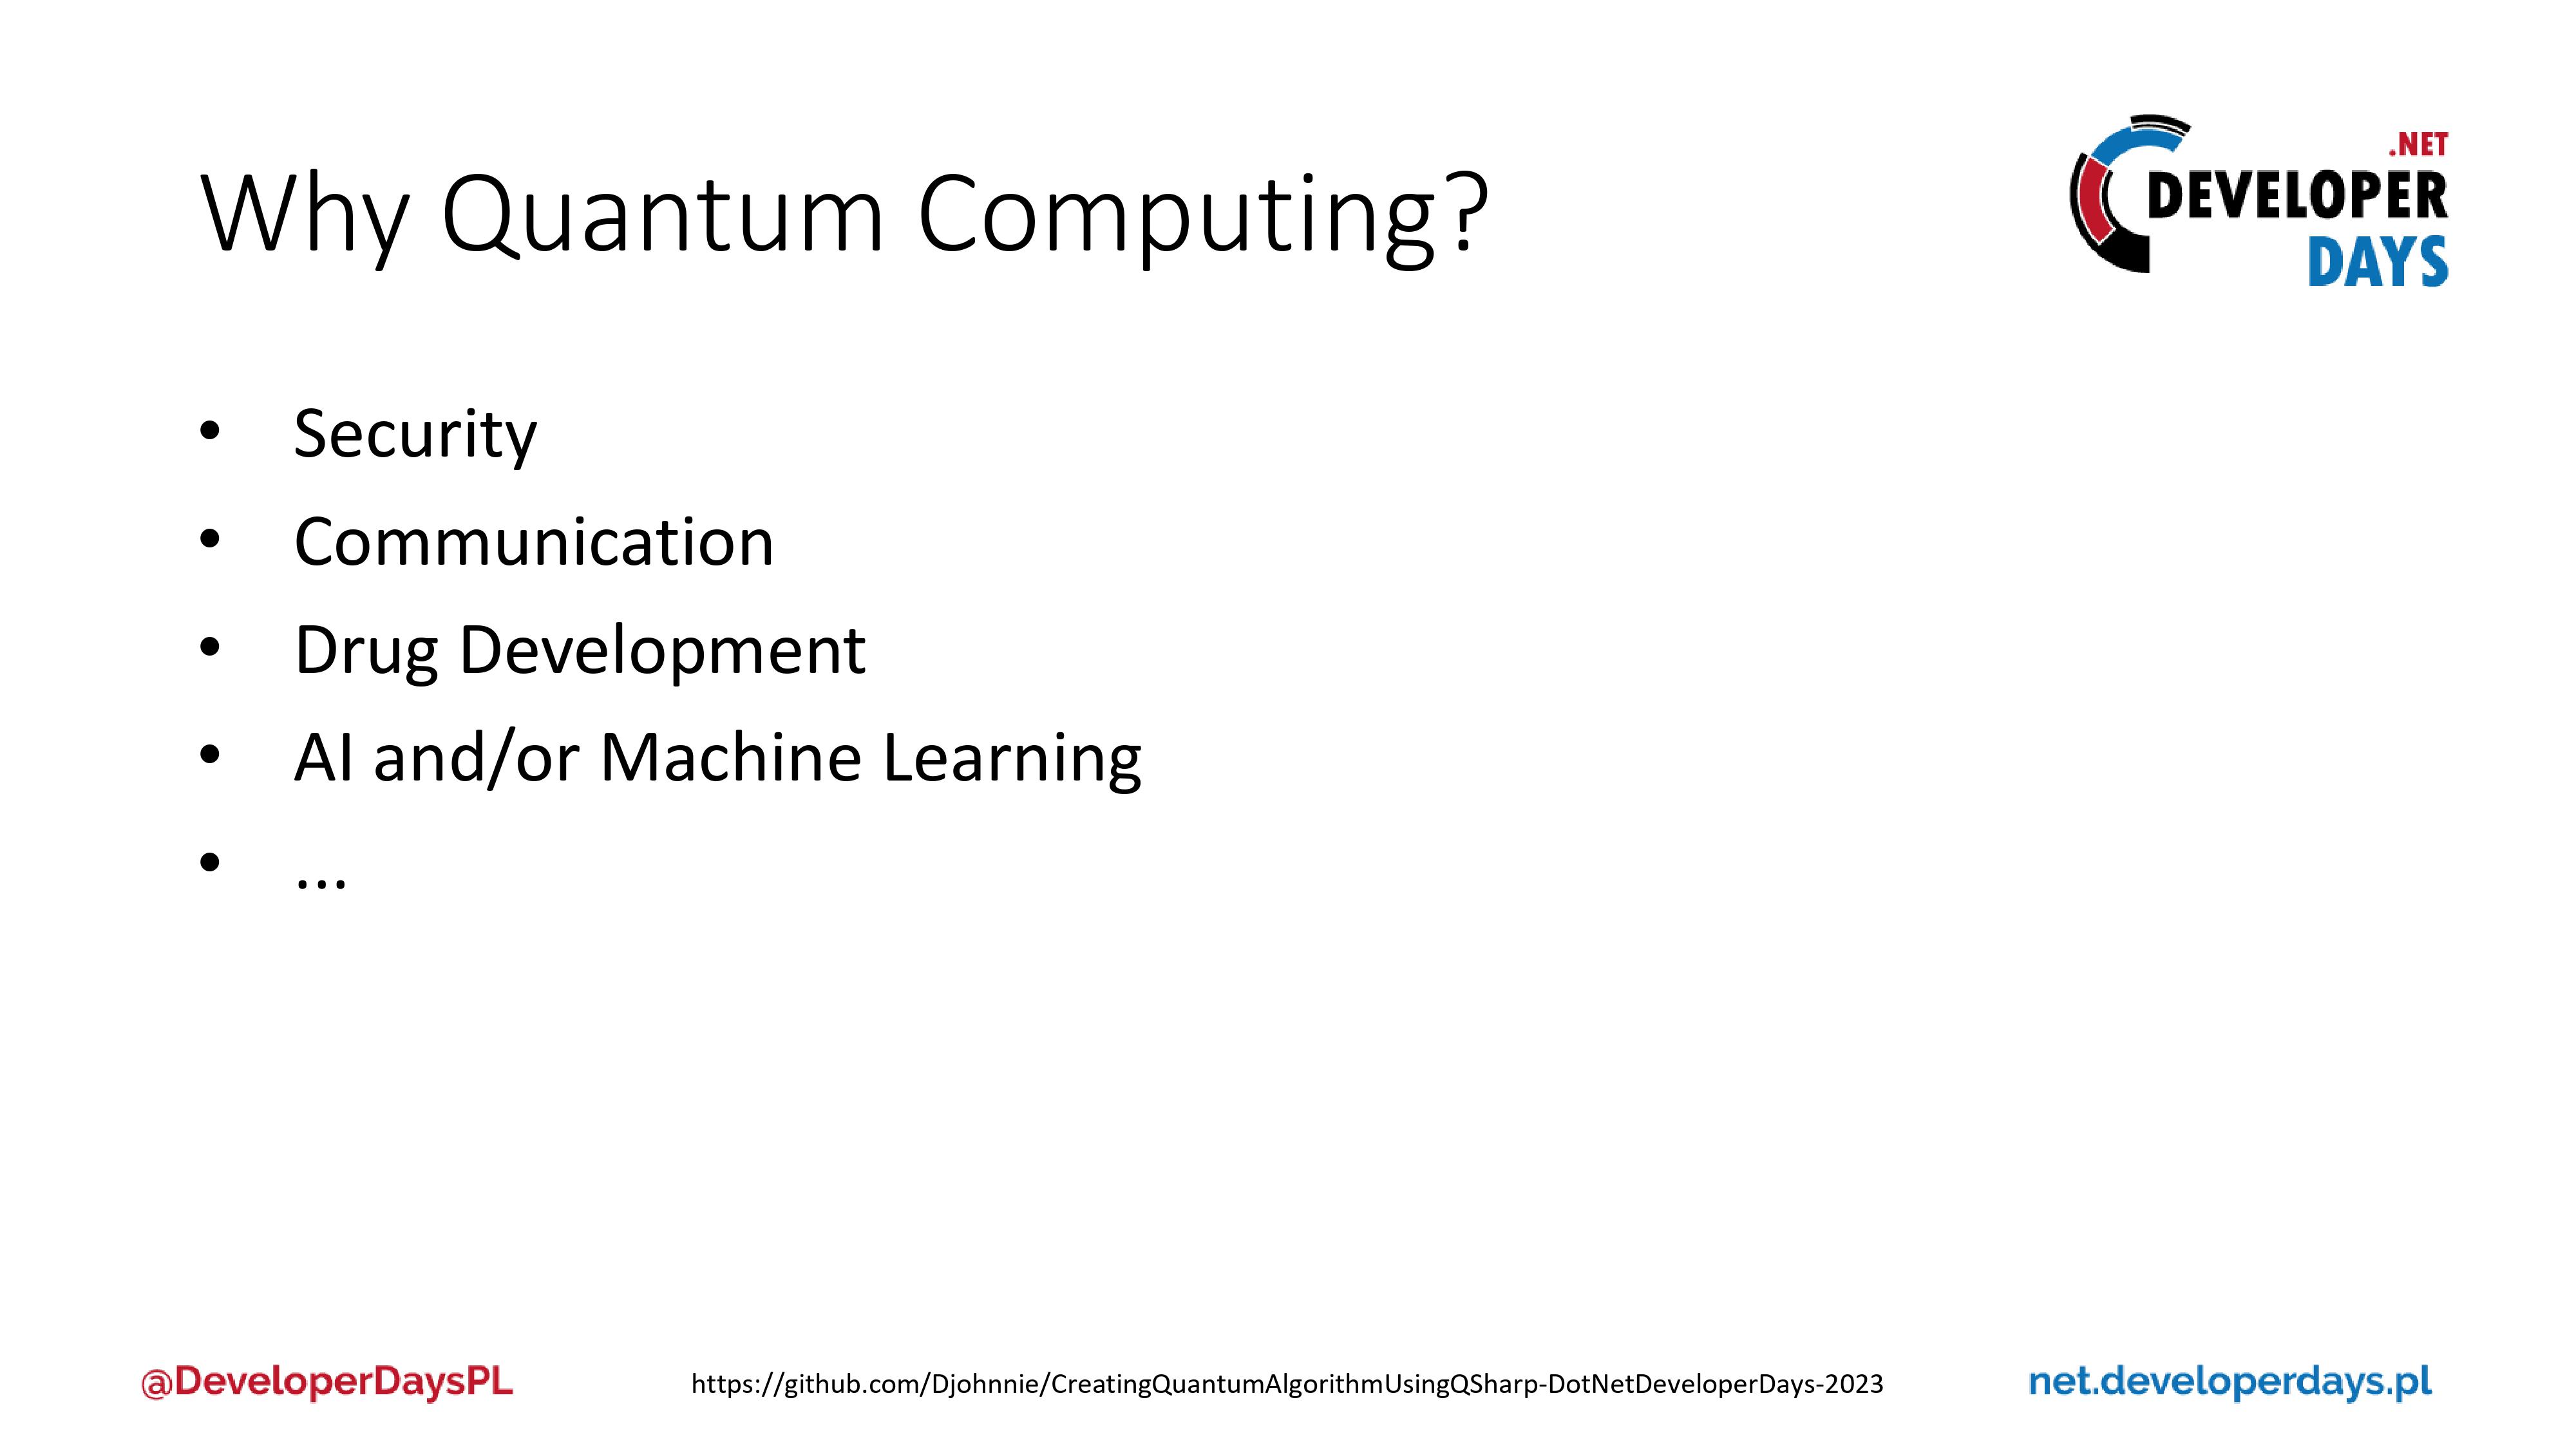 Why Quantum Computing?
.NET
DEVELOPER
DAYS
• Security
• Communication
• Drug Development
• AI and/or Machine Learning
• ...
@DeveloperDaysPL
https://github.com/Djohnnie/CreatingQuantumAlgorithmUsingQSharp-DotNetDeveloperDays-2023
net.developerdays.pl